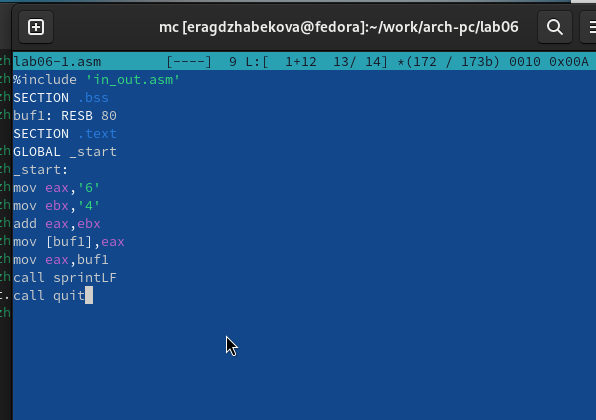 mc [eragdzhabekova@fedora]:~/work/arch-pc/lab06
lab06-1.asm [----] 9 L:[ 1+12 13/ 14] *(172 / 173b) 0010 0x00A
%include 'in_out.asm'
SECTION .bss
buf1: RESB 80
SECTION .text
GLOBAL _start
_start:
mov eax,'6'
mov ebx,'4'
add eax,ebx
mov [buf1],eax
mov eax,buf1
call sprintLF
call quit